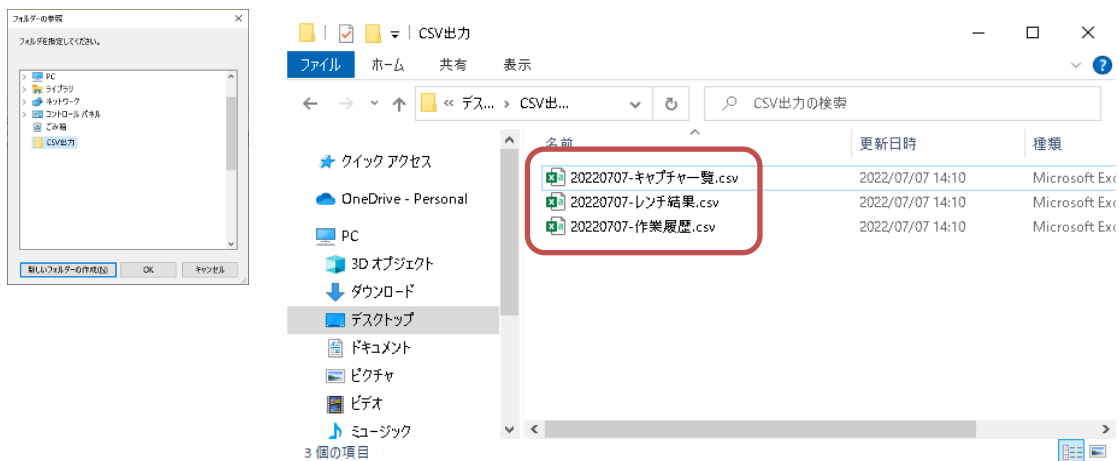 フォルダーの参照
フォルダを指定してください。
PC
ライブラリ
ネットワーク
コントロール パネル
ごみ箱
CSV出力
新しいフォルダーの作成(N)
OK
キャンセル
CSV出力
ファイル ホーム 共有 表示
« デス... › CSV出...
CSV出力の検索
クイック アクセス
OneDrive - Personal
PC
3D オブジェクト
ダウンロード
デスクトップ
ドキュメント
ピクチャ
ビデオ
ミュージック
名前 更新日時 種類
20220707-キャプチャ一覧.csv 2022/07/07 14:10 Microsoft Exc
20220707-レンチ結果.csv 2022/07/07 14:10 Microsoft Exc
20220707-作業履歴.csv 2022/07/07 14:10 Microsoft Exc
3 個の項目